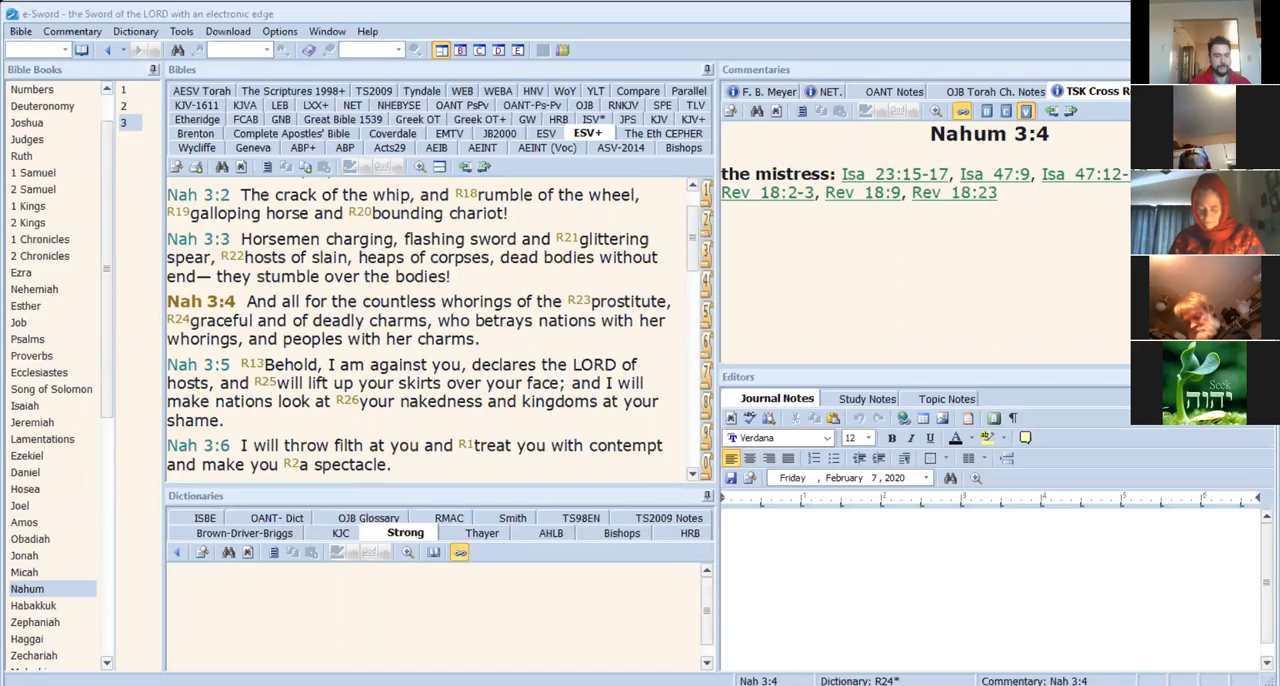 e-Sword - the Sword of the LORD with an electronic edge
Bible Commentary Dictionary Tools Download Options Window Help
B C D E
Bible Books
Numbers
Deuteronomy
Joshua
Judges
Ruth
1 Samuel
2 Samuel
1 Kings
2 Kings
1 Chronicles
2 Chronicles
Ezra
Nehemiah
Esther
Job
Psalms
Proverbs
Ecclesiastes
Song of Solomon
Isaiah
Jeremiah
Lamentations
Ezekiel
Daniel
Hosea
Joel
Amos
Obadiah
Jonah
Micah
Nahum
Habakkuk
Zephaniah
Haggai
Zechariah
1
2
3
Bibles
AESV Torah The Scriptures 1998+ TS2009 Tyndale WEB WEBA HNV WoY YLT Compare Parallel
KJV-1611 KJVA LEB LXX+ NET NHEBYSE OANT PsPv OANT-Ps-Pv OJB RNKJV SPE TLV
Etheridge FCAB GNB Great Bible 1539 Greek OT Greek OT+ GW HRB ISV* JPS KJV KJV+
Brenton Complete Apostles' Bible Coverdale EMTV JB2000 ESV ESV+ The Eth CEPHER
Wycliffe Geneva ABP+ ABP Acts29 AEIB AEINT AEINT (Voc) ASV-2014 Bishops
Nah 3:2 The crack of the whip, and R18rumble of the wheel,
R19galloping horse and R20bounding chariot!
Nah 3:3 Horsemen charging, flashing sword and R21glittering
spear, R22hosts of slain, heaps of corpses, dead bodies without
end— they stumble over the bodies!
Nah 3:4 And all for the countless whorings of the R23prostitute,
R24graceful and of deadly charms, who betrays nations with her
whorings, and peoples with her charms.
Nah 3:5 R13Behold, I am against you, declares the LORD of
hosts, and R25will lift up your skirts over your face; and I will
make nations look at R26your nakedness and kingdoms at your
shame.
Nah 3:6 I will throw filth at you and R1treat you with contempt
and make you R2a spectacle.
Dictionaries
ISBE OANT- Dict OJB Glossary RMAC Smith TS98EN TS2009 Notes
Brown-Driver-Briggs KJC Strong Thayer AHLB Bishops HRB
Commentaries
F. B. Meyer NET. OANT Notes OJB Torah Ch. Notes TSK Cross R
Nahum 3:4
the mistress: Isa 23:15-17, Isa 47:9, Isa 47:12-
Rev 18:2-3, Rev 18:9, Rev 18:23
Editors
Journal Notes Study Notes Topic Notes
Verdana 12 B I U A
Friday , February 7, 2020
1 2 3 4 5 6
Seek
יהוה
Nah 3:4 Dictionary: R24* Commentary: Nah 3:4